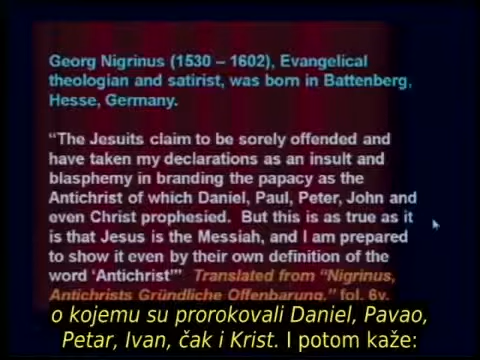 Georg Nigrinus (1530 – 1602), Evangelical
theologian and satirist, was born in Battenberg,
Hesse, Germany.
“The Jesuits claim to be sorely offended and
have taken my declarations as an insult and
blasphemy in branding the papacy as the
Antichrist of which Daniel, Paul, Peter, John and
even Christ prophesied.  But this is as true as it
is that Jesus is the Messiah, and I am prepared
to show it even by their own definition of the
word ‘Antichrist’” Translated from “Nigrinus,
Antichrists Gründliche Offenbarung,” fol. 6v.
o kojemu su prorokovali Daniel, Pavao,
Petar, Ivan, čak i Krist. I potom kaže: